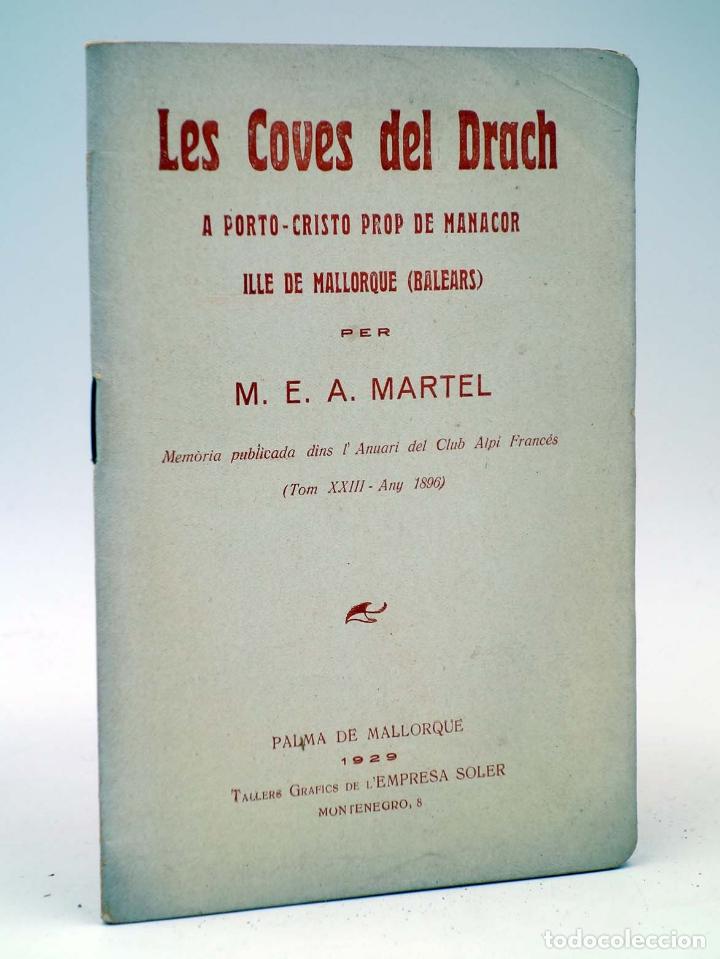 Les Coves del Drach
A PORTO-CRISTO PROP DE MANACOR
ILLE DE MALLORQUE (BALEARS)
PER
M. E. A. MARTEL
Memòria publicada dins l' Anuari del Club Alpi Francés
(Tom XXIII - Any 1896)
PALMA DE MALLORQUE
1929
TALLERS GRAFICS DE L'EMPRESA SOLER
MONTENEGRO, 8
todocoleccion